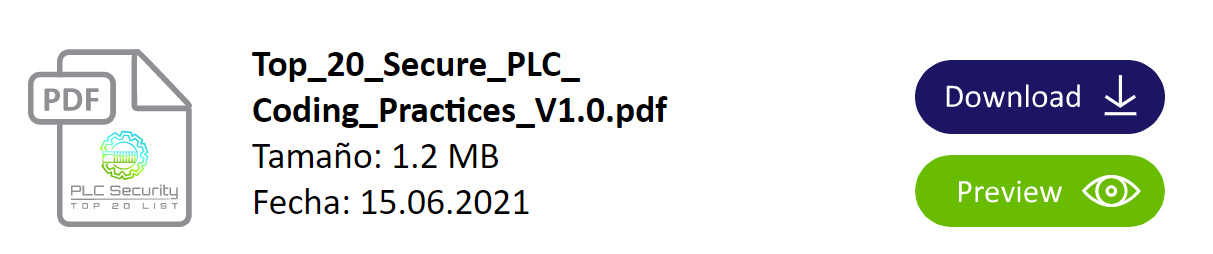 PDF
PLC Security
TOP 20 LIST
Top_20_Secure_PLC_
Coding_Practices_V1.0.pdf
Tamaño: 1.2 MB
Fecha: 15.06.2021
Download
Preview